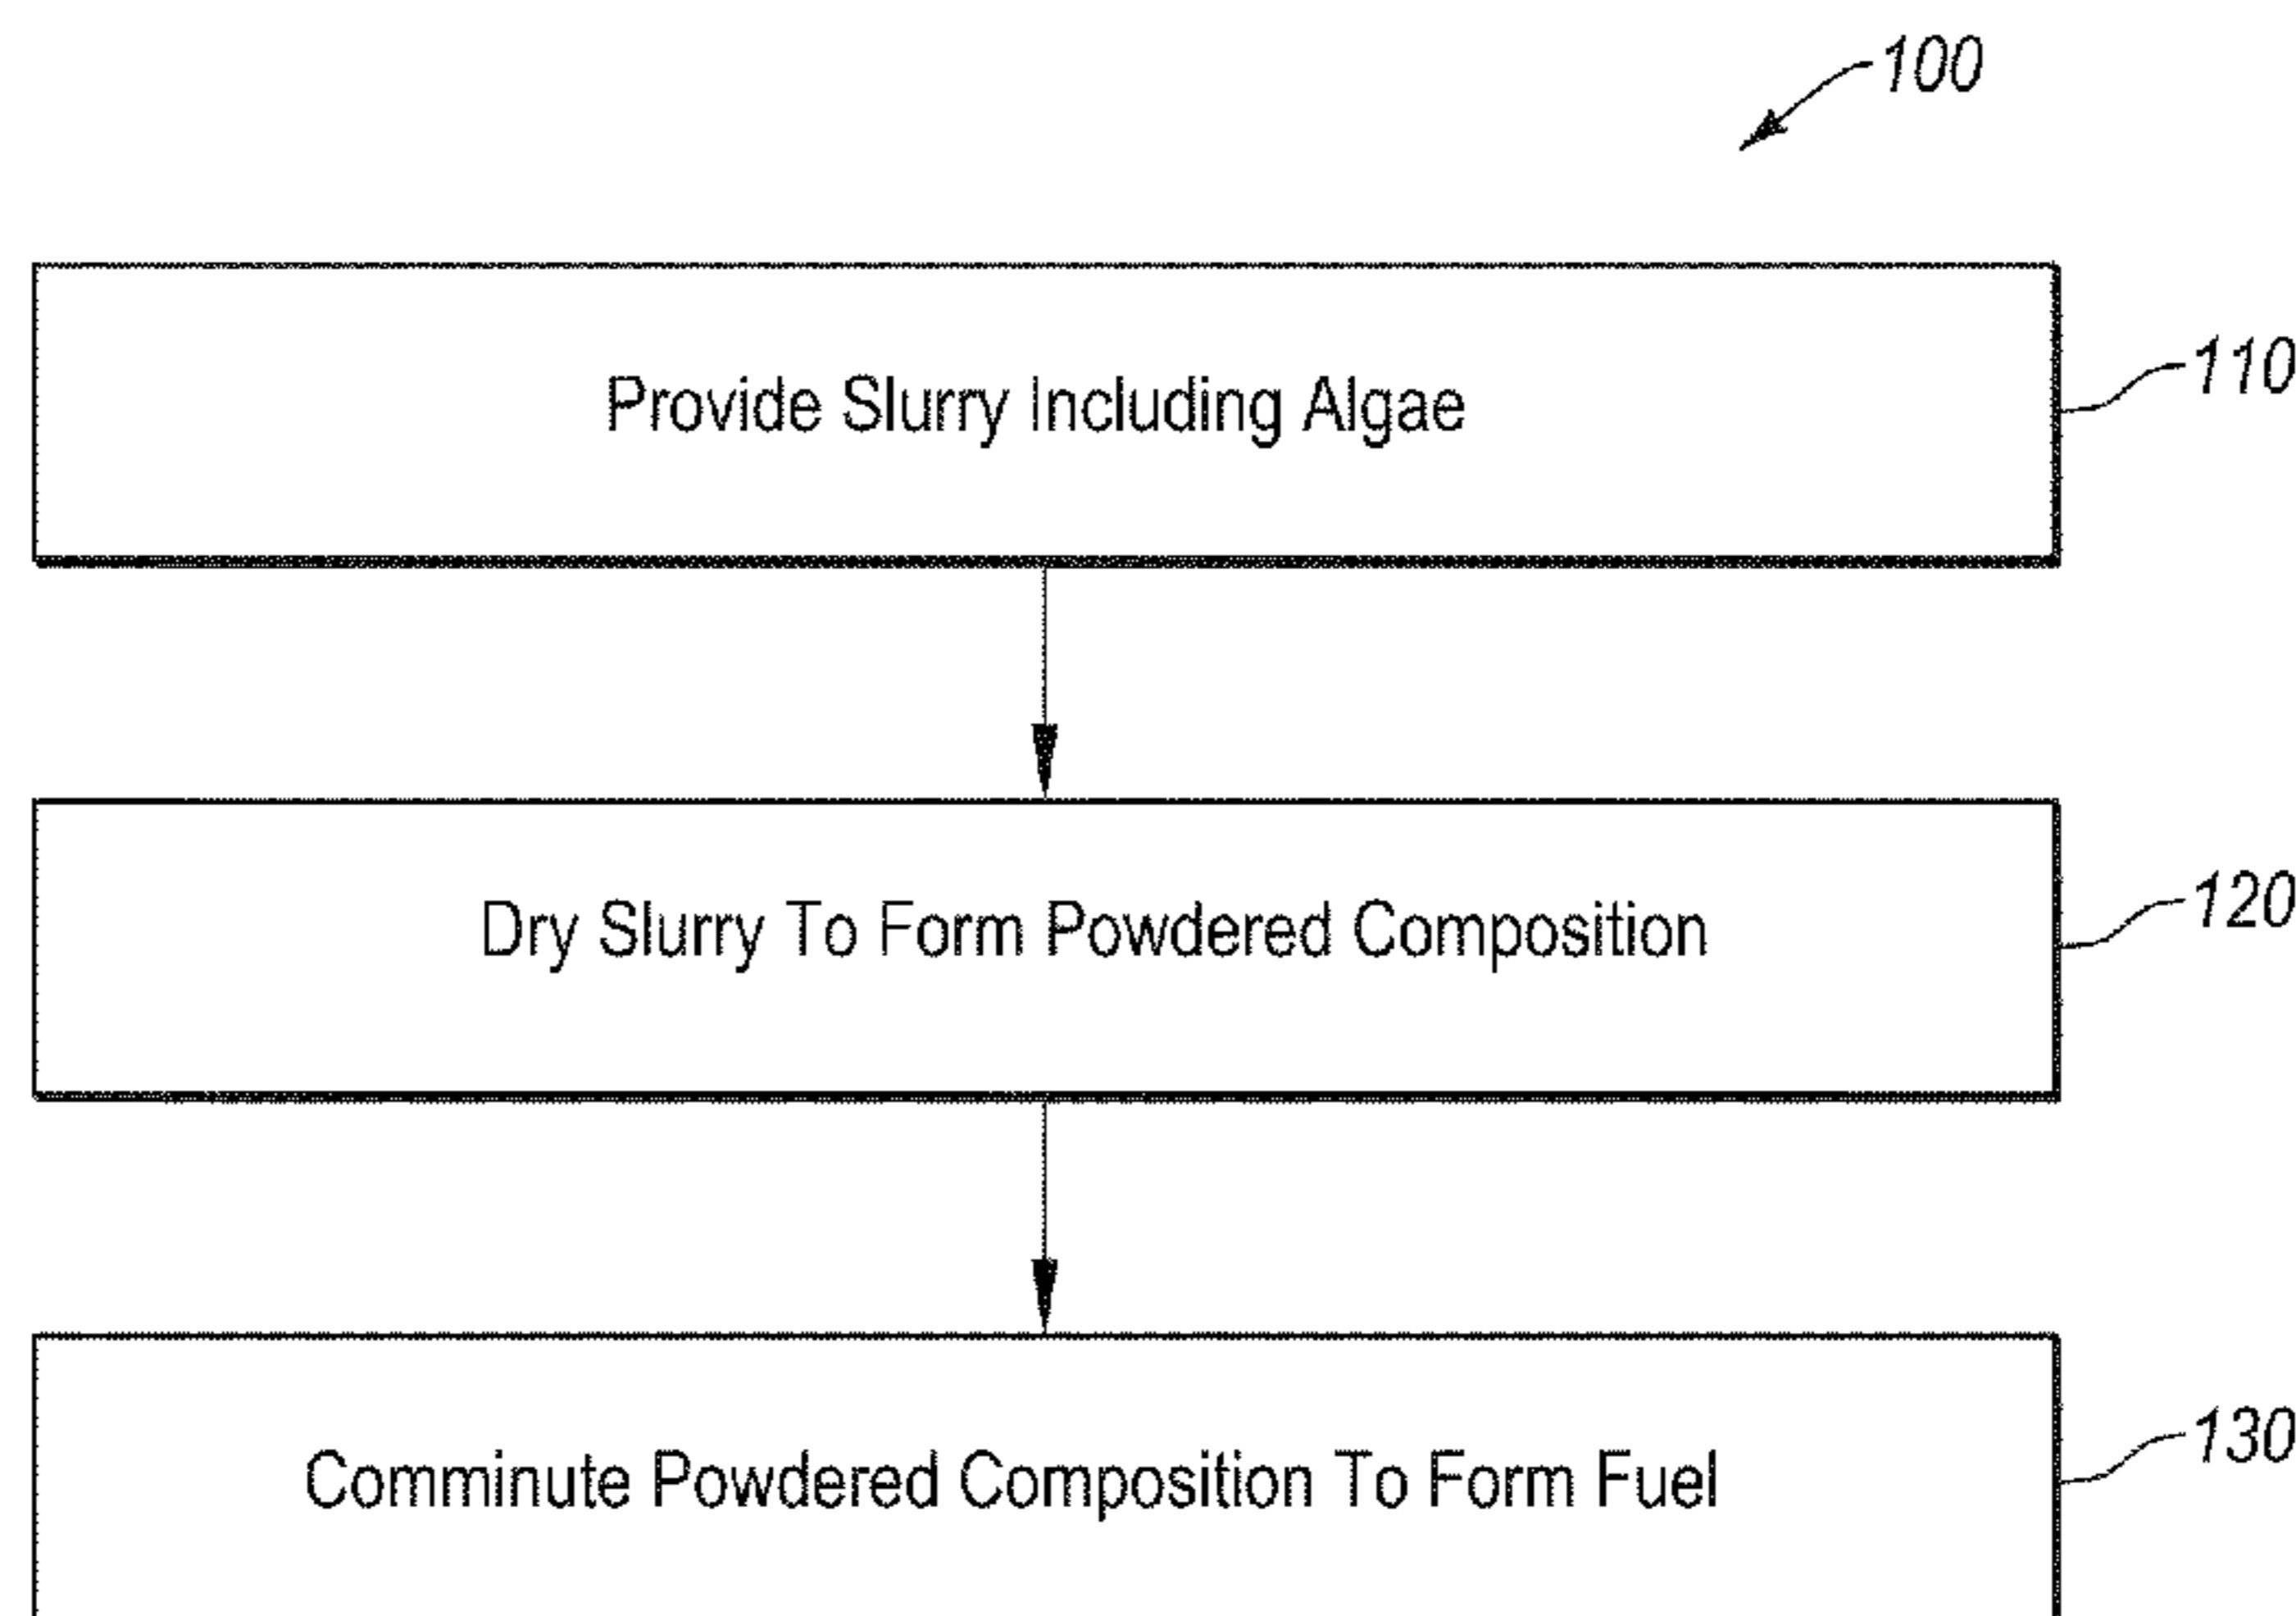 100
Provide Slurry Including Algae
110
Dry Slurry To Form Powdered Composition
120
Comminute Powdered Composition To Form Fuel
130